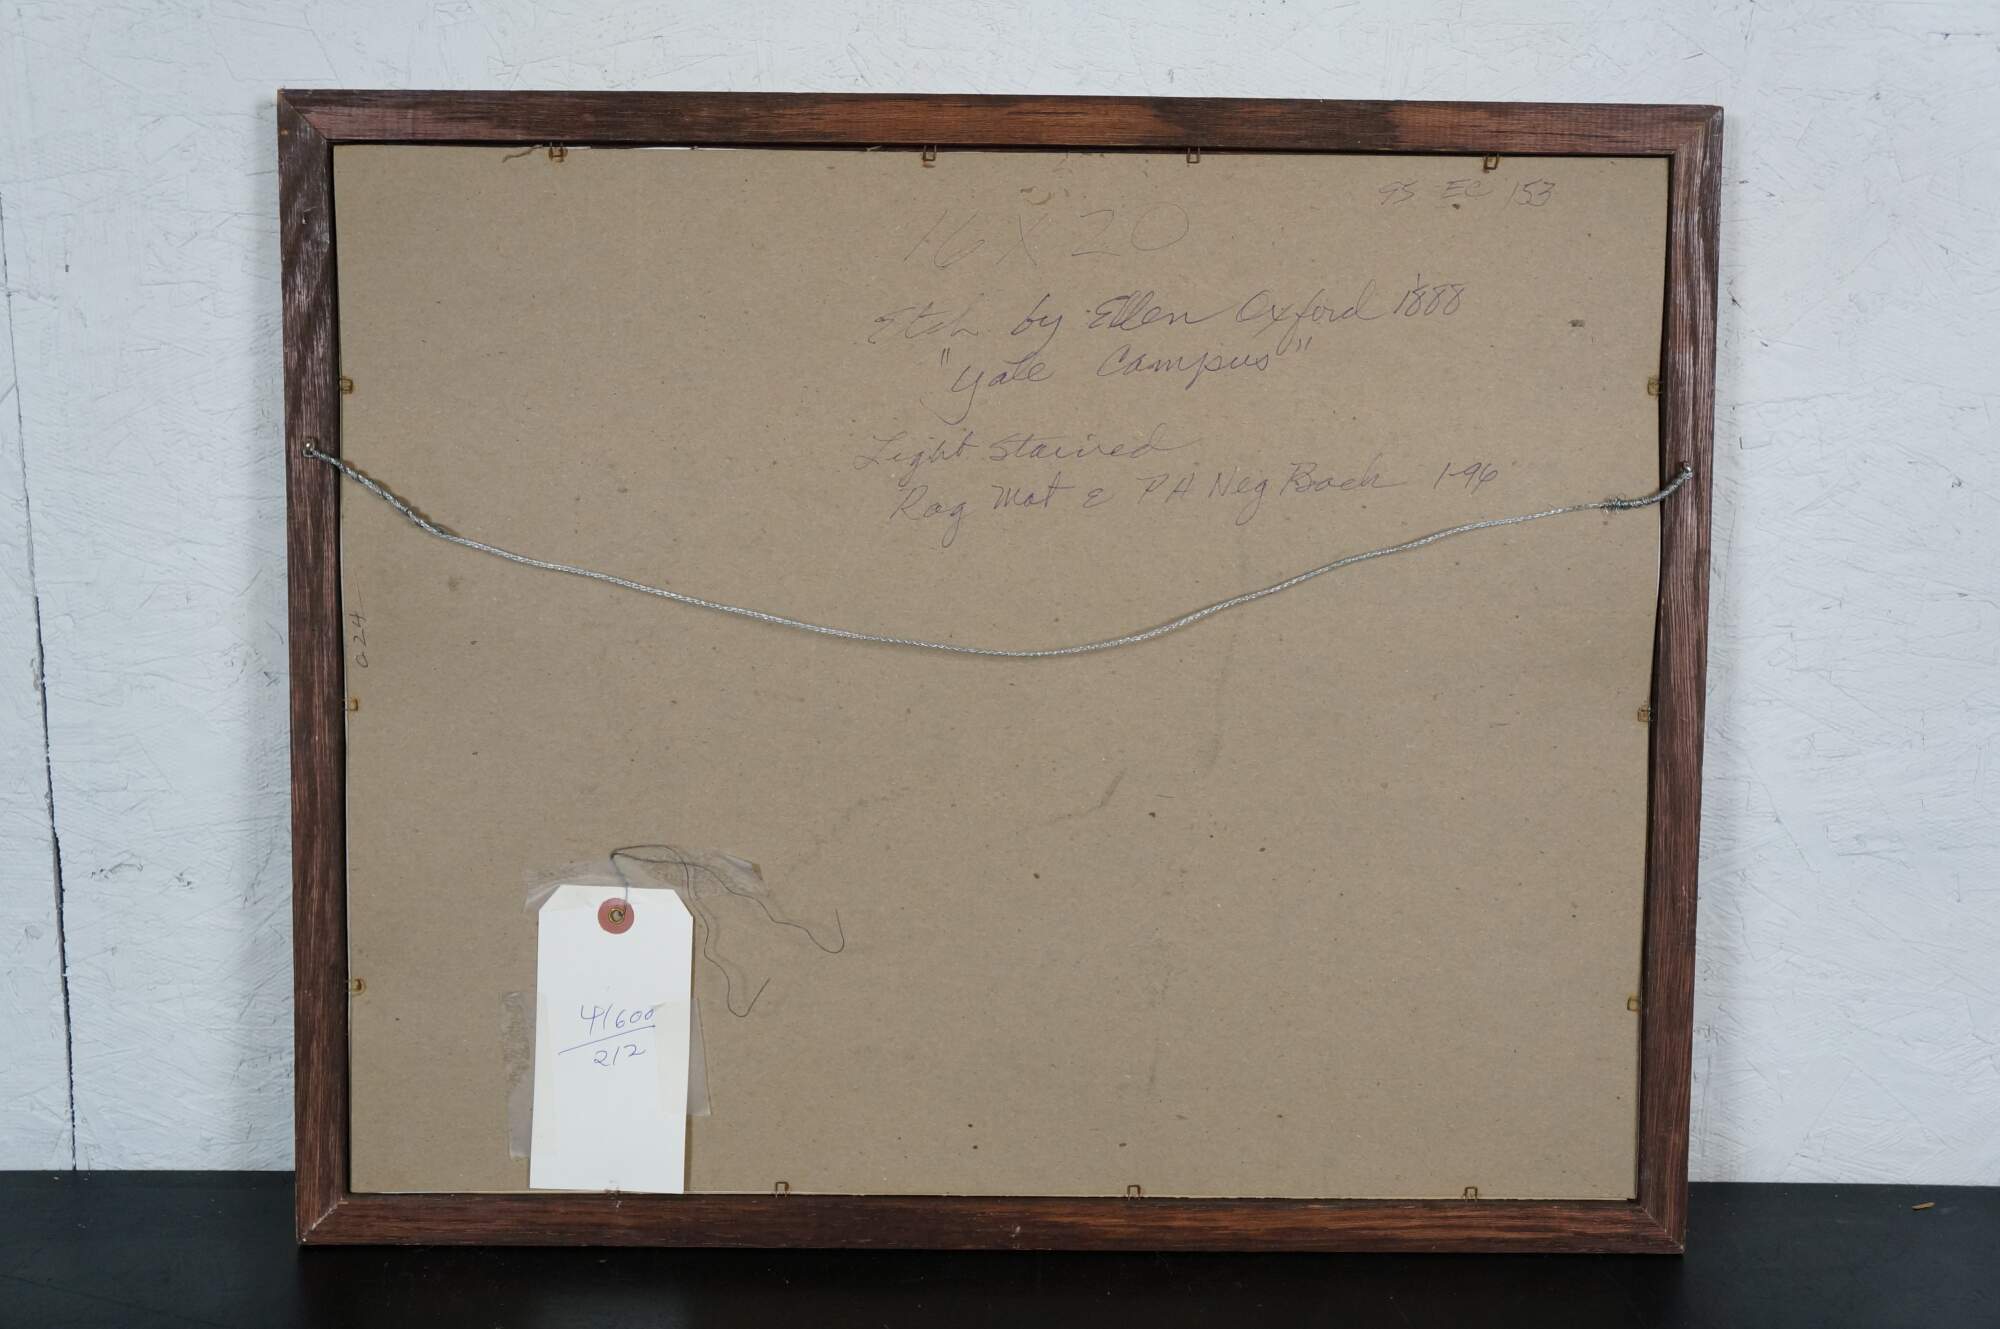 95 EC 153
16 X 20
Etch by Ellen Oxford 1888
"Yale Campus"
Light Stained
Rag Mat & PH Neg Back 1-96
024
41600
212